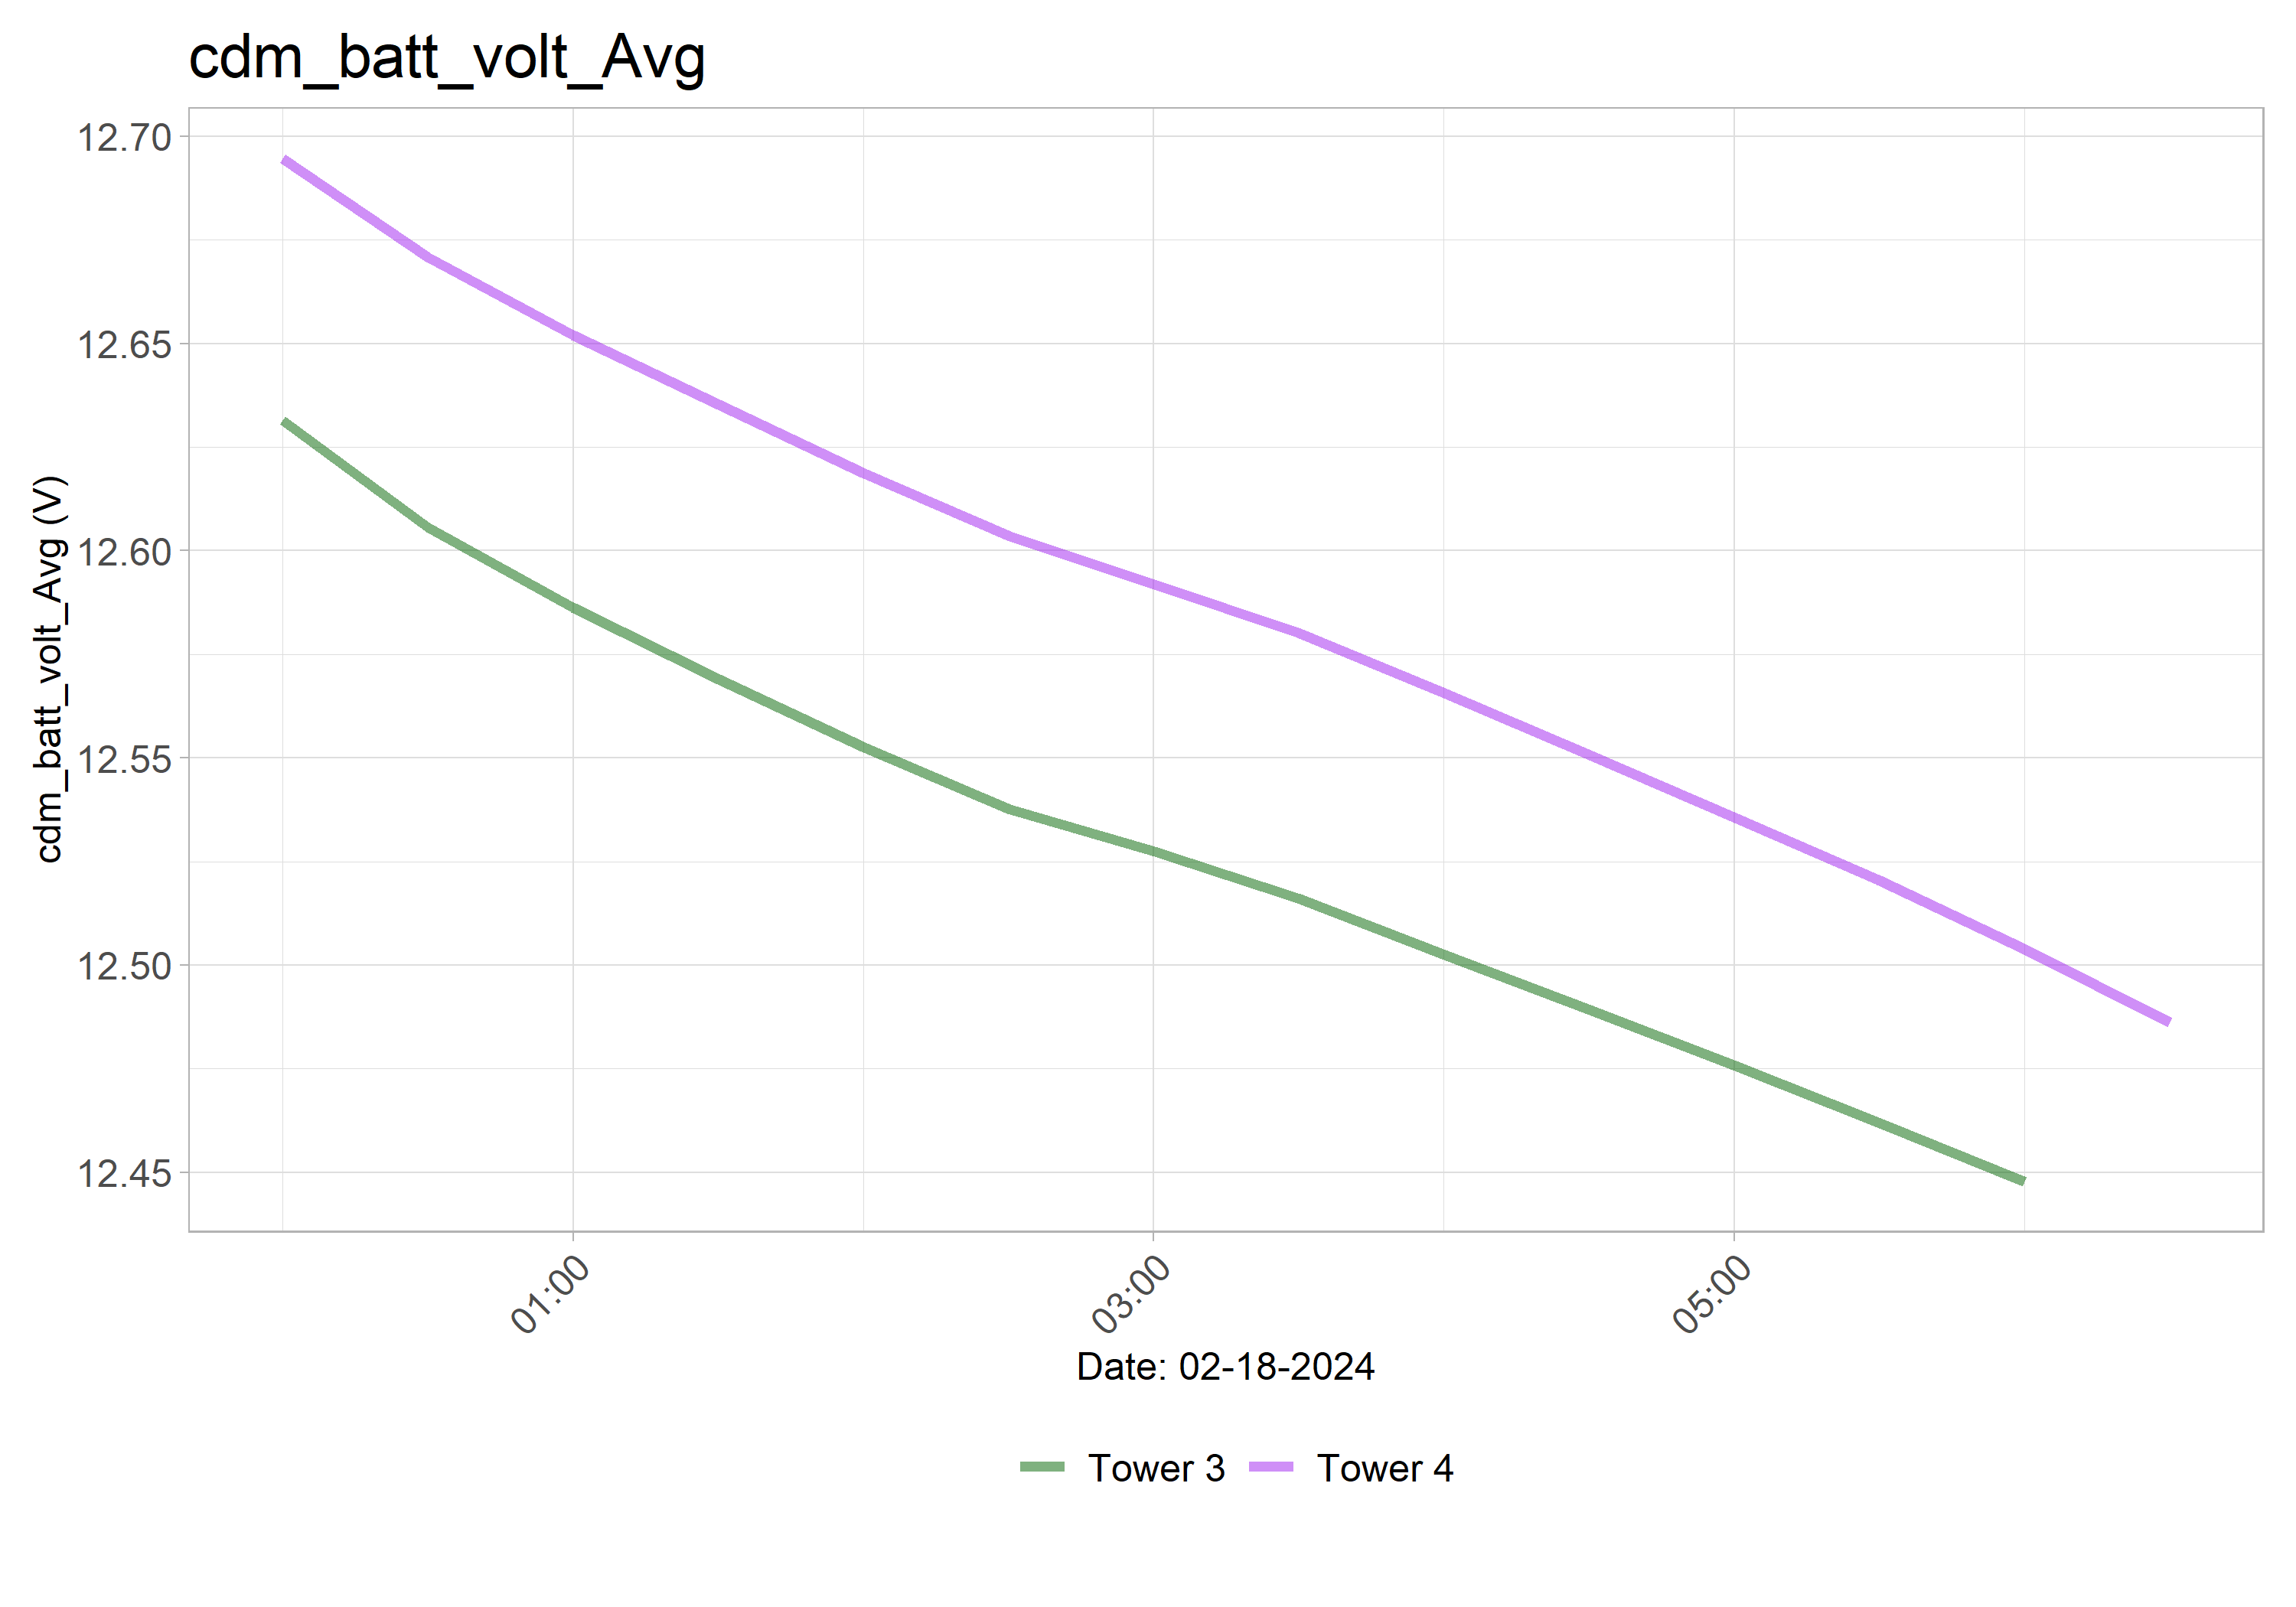 cdm_batt_volt_Avg
cdm_batt_volt_Avg (V)
12.70
12.65
12.60
12.55
12.50
12.45
01:00
03:00
05:00
Date: 02-18-2024
Tower 3
Tower 4